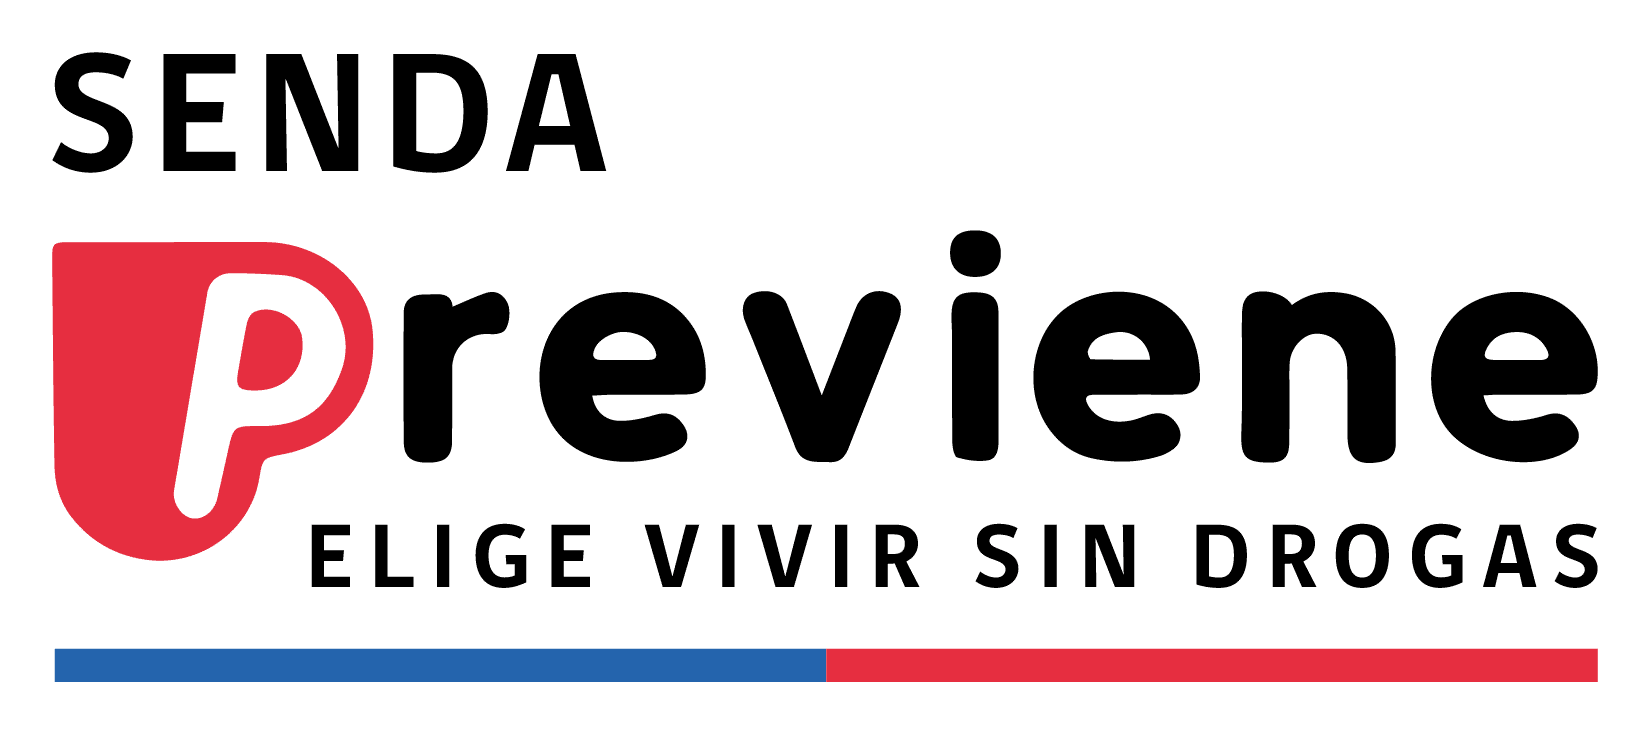 SENDA
Previene
ELIGE VIVIR SIN DROGAS